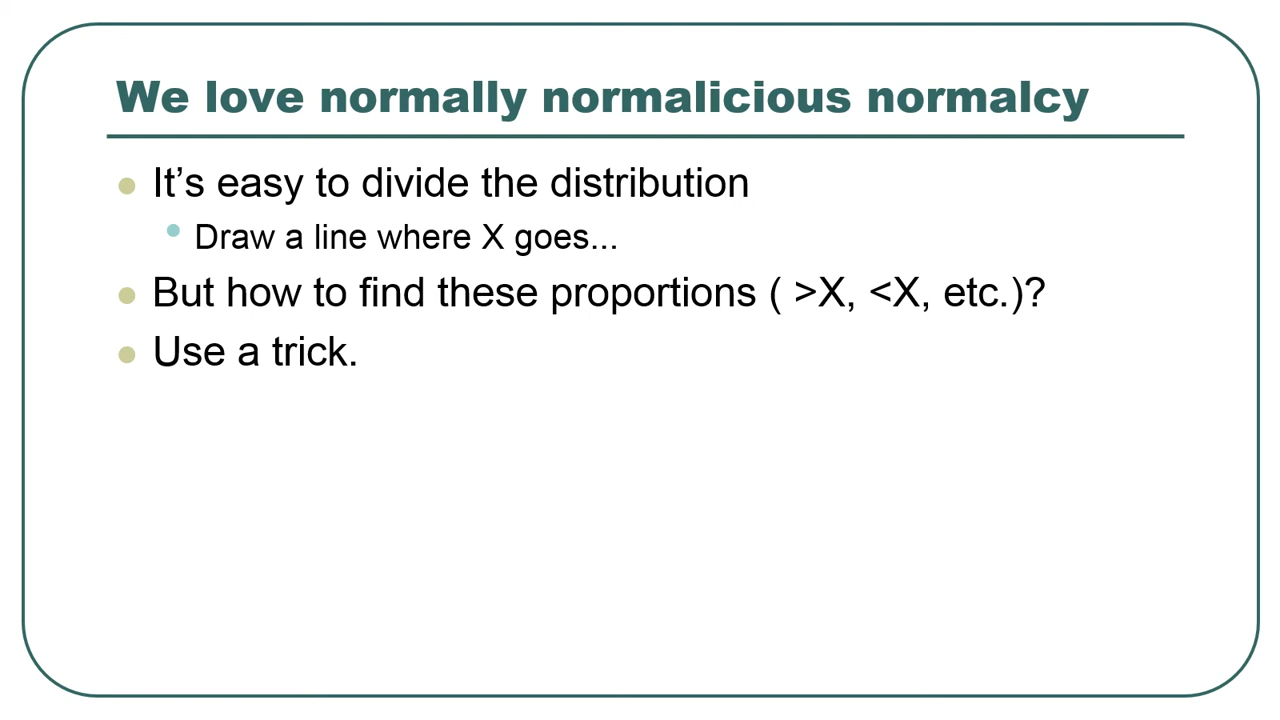 We love normally normalicious normalcy
It’s easy to divide the distribution
Draw a line where X goes...
But how to find these proportions ( >X, <X, etc.)?
Use a trick.